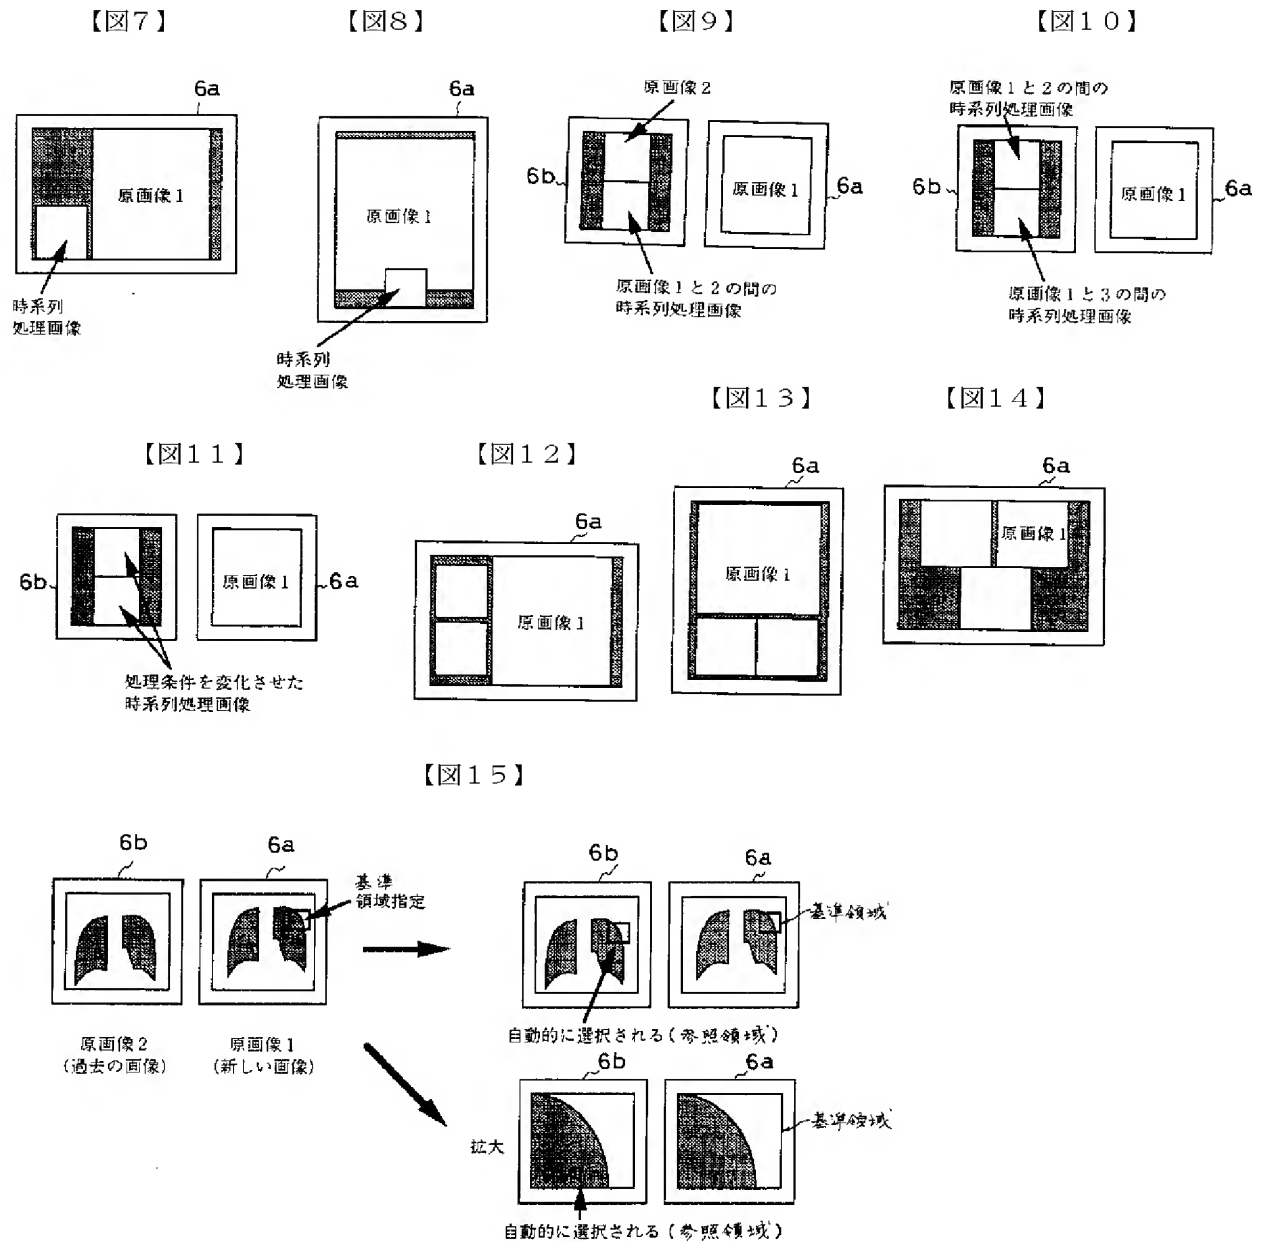 【図７】
6a
原画像１
時系列
処理画像
【図８】
6a
原画像１
時系列
処理画像
【図９】
原画像２
6b
原画像１
6a
原画像１と２の間の
時系列処理画像
【図１０】
原画像１と２の間の
時系列処理画像
6b
原画像１
6a
原画像１と３の間の
時系列処理画像
【図１１】
6b
原画像１
6a
処理条件を変化させた
時系列処理画像
【図１２】
6a
原画像１
【図１３】
6a
原画像１
【図１４】
6a
原画像１
【図１５】
6b
6a
基準
領域指定
原画像２
(過去の画像)
原画像１
(新しい画像)
6b
6a
基準領域
自動的に選択される(参照領域)
拡大
6b
6a
基準領域
自動的に選択される(参照領域)